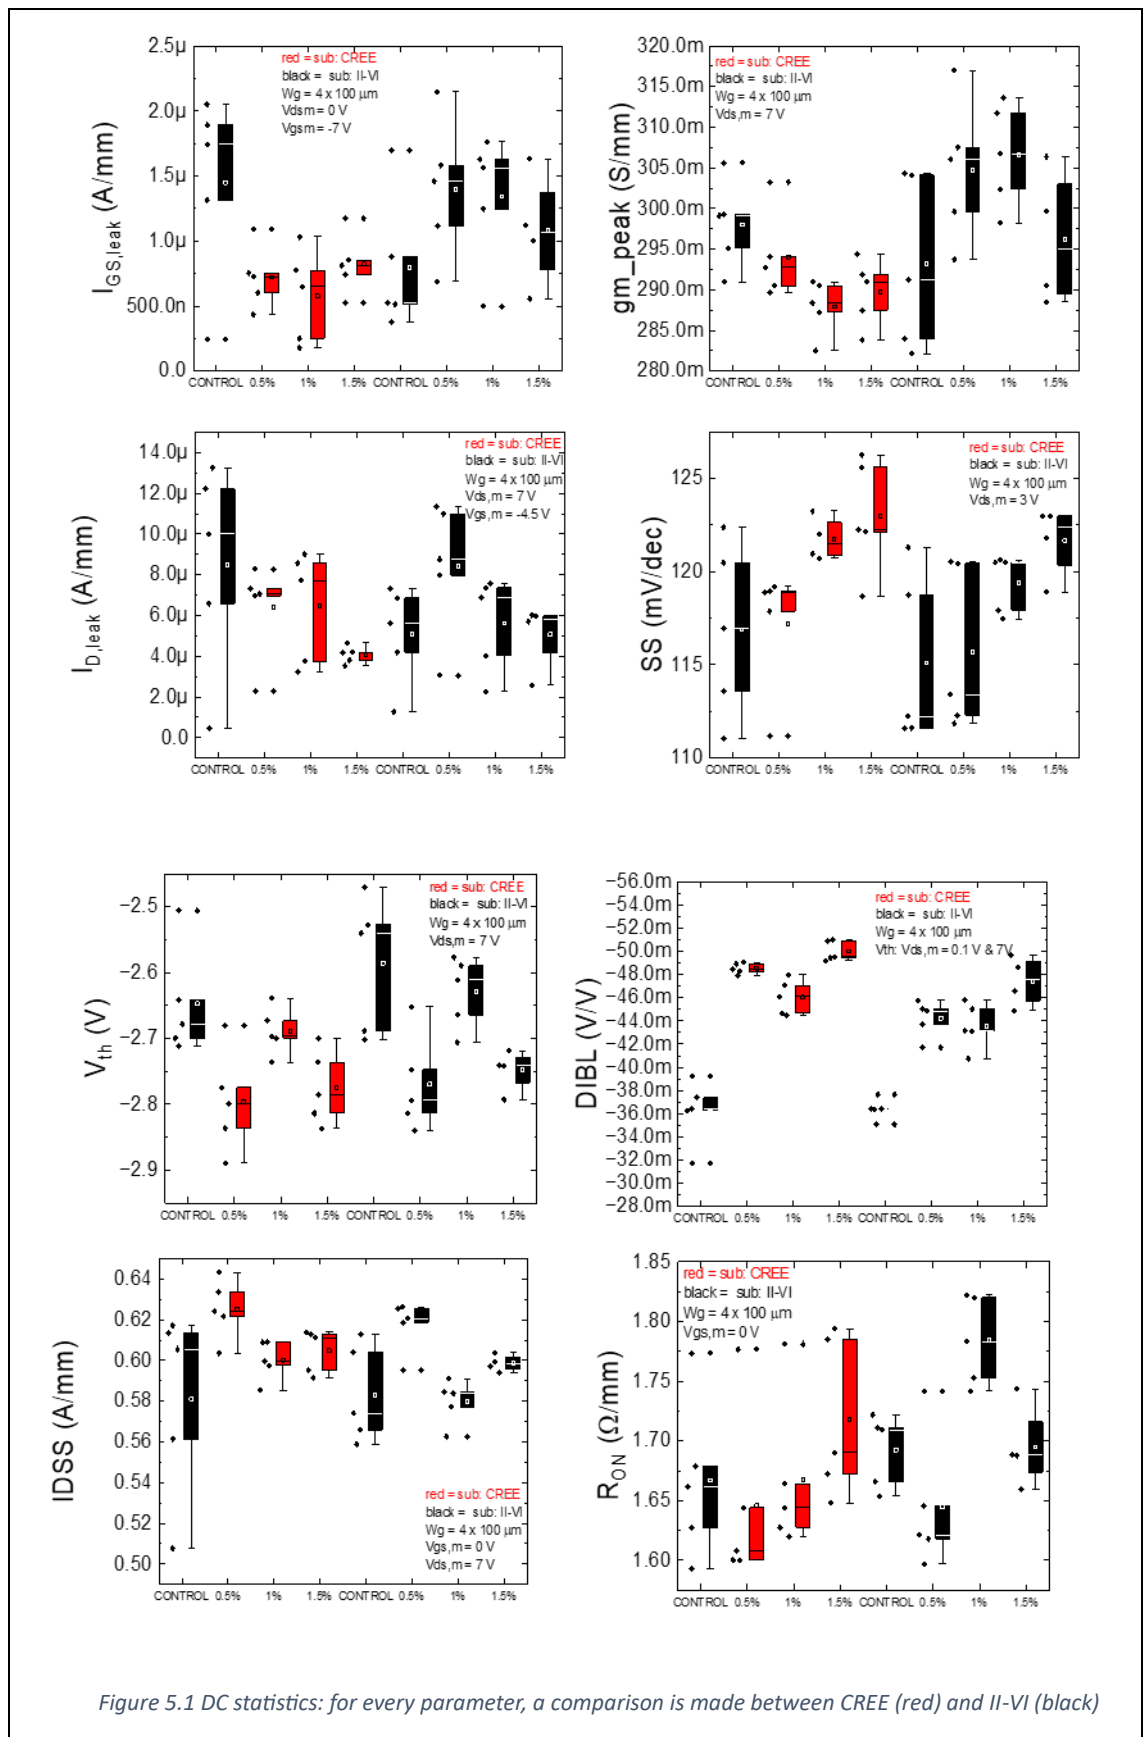 2.5µ
2.0µ
1.5µ
1.0µ
500.0n
0.0
I_GS,leak (A/mm)
red = sub: CREE
black = sub: II-VI
Wg = 4 x 100 µm
Vdsm = 0 V
Vgsm = -7 V
CONTROL 0.5% 1% 1.5% CONTROL 0.5% 1% 1.5%
320.0m
315.0m
310.0m
305.0m
300.0m
295.0m
290.0m
285.0m
280.0m
gm_peak (S/mm)
red = sub: CREE
black = sub: II-VI
Wg = 4 x 100 µm
Vds,m = 7 V
CONTROL 0.5% 1% 1.5% CONTROL 0.5% 1% 1.5%
14.0µ
12.0µ
10.0µ
8.0µ
6.0µ
4.0µ
2.0µ
0.0
I_D,leak (A/mm)
red = sub: CREE
black = sub: II-VI
Wg = 4 x 100 µm
Vds,m = 7 V
Vgs,m = -4.5 V
CONTROL 0.5% 1% 1.5% CONTROL 0.5% 1% 1.5%
125
120
115
110
SS (mV/dec)
red = sub: CREE
black = sub: II-VI
Wg = 4 x 100 µm
Vds,m = 3 V
CONTROL 0.5% 1% 1.5% CONTROL 0.5% 1% 1.5%
−2.5
−2.6
−2.7
−2.8
−2.9
V_th (V)
red = sub: CREE
black = sub: II-VI
Wg = 4 x 100 µm
Vds,m = 7 V
CONTROL 0.5% 1% 1.5% CONTROL 0.5% 1% 1.5%
−56.0m
−54.0m
−52.0m
−50.0m
−48.0m
−46.0m
−44.0m
−42.0m
−40.0m
−38.0m
−36.0m
−34.0m
−32.0m
−30.0m
−28.0m
DIBL (V/V)
red = sub: CREE
black = sub: II-VI
Wg = 4 x 100 µm
Vth: Vds,m = 0.1 V & 7V
CONTROL 0.5% 1% 1.5% CONTROL 0.5% 1% 1.5%
0.64
0.62
0.60
0.58
0.56
0.54
0.52
0.50
IDSS (A/mm)
red = sub: CREE
black = sub: II-VI
Wg = 4 x 100 µm
Vgs,m = 0 V
Vds,m = 7 V
CONTROL 0.5% 1% 1.5% CONTROL 0.5% 1% 1.5%
1.85
1.80
1.75
1.70
1.65
1.60
R_ON (Ω/mm)
red = sub: CREE
black = sub: II-VI
Wg = 4 x 100 µm
Vgs,m = 0 V
CONTROL 0.5% 1% 1.5% CONTROL 0.5% 1% 1.5%
Figure 5.1 DC statistics: for every parameter, a comparison is made between CREE (red) and II-VI (black)